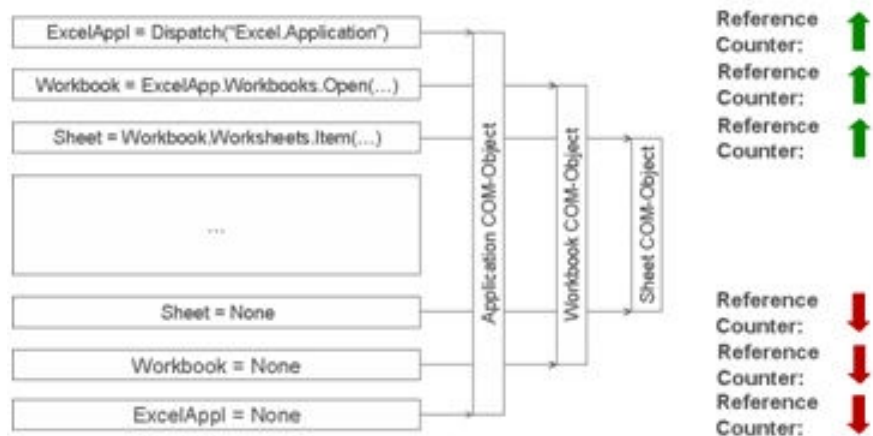 ExcelAppl = Dispatch("Excel.Application")
Reference
Counter:
Workbook = ExcelApp.Workbooks.Open(…)
Reference
Counter:
Sheet = Workbook.Worksheets.Item(…)
Reference
Counter:
…
Application COM-Object
Workbook COM-Object
Sheet COM-Object
Sheet = None
Reference
Counter:
Workbook = None
Reference
Counter:
ExcelAppl = None
Reference
Counter: